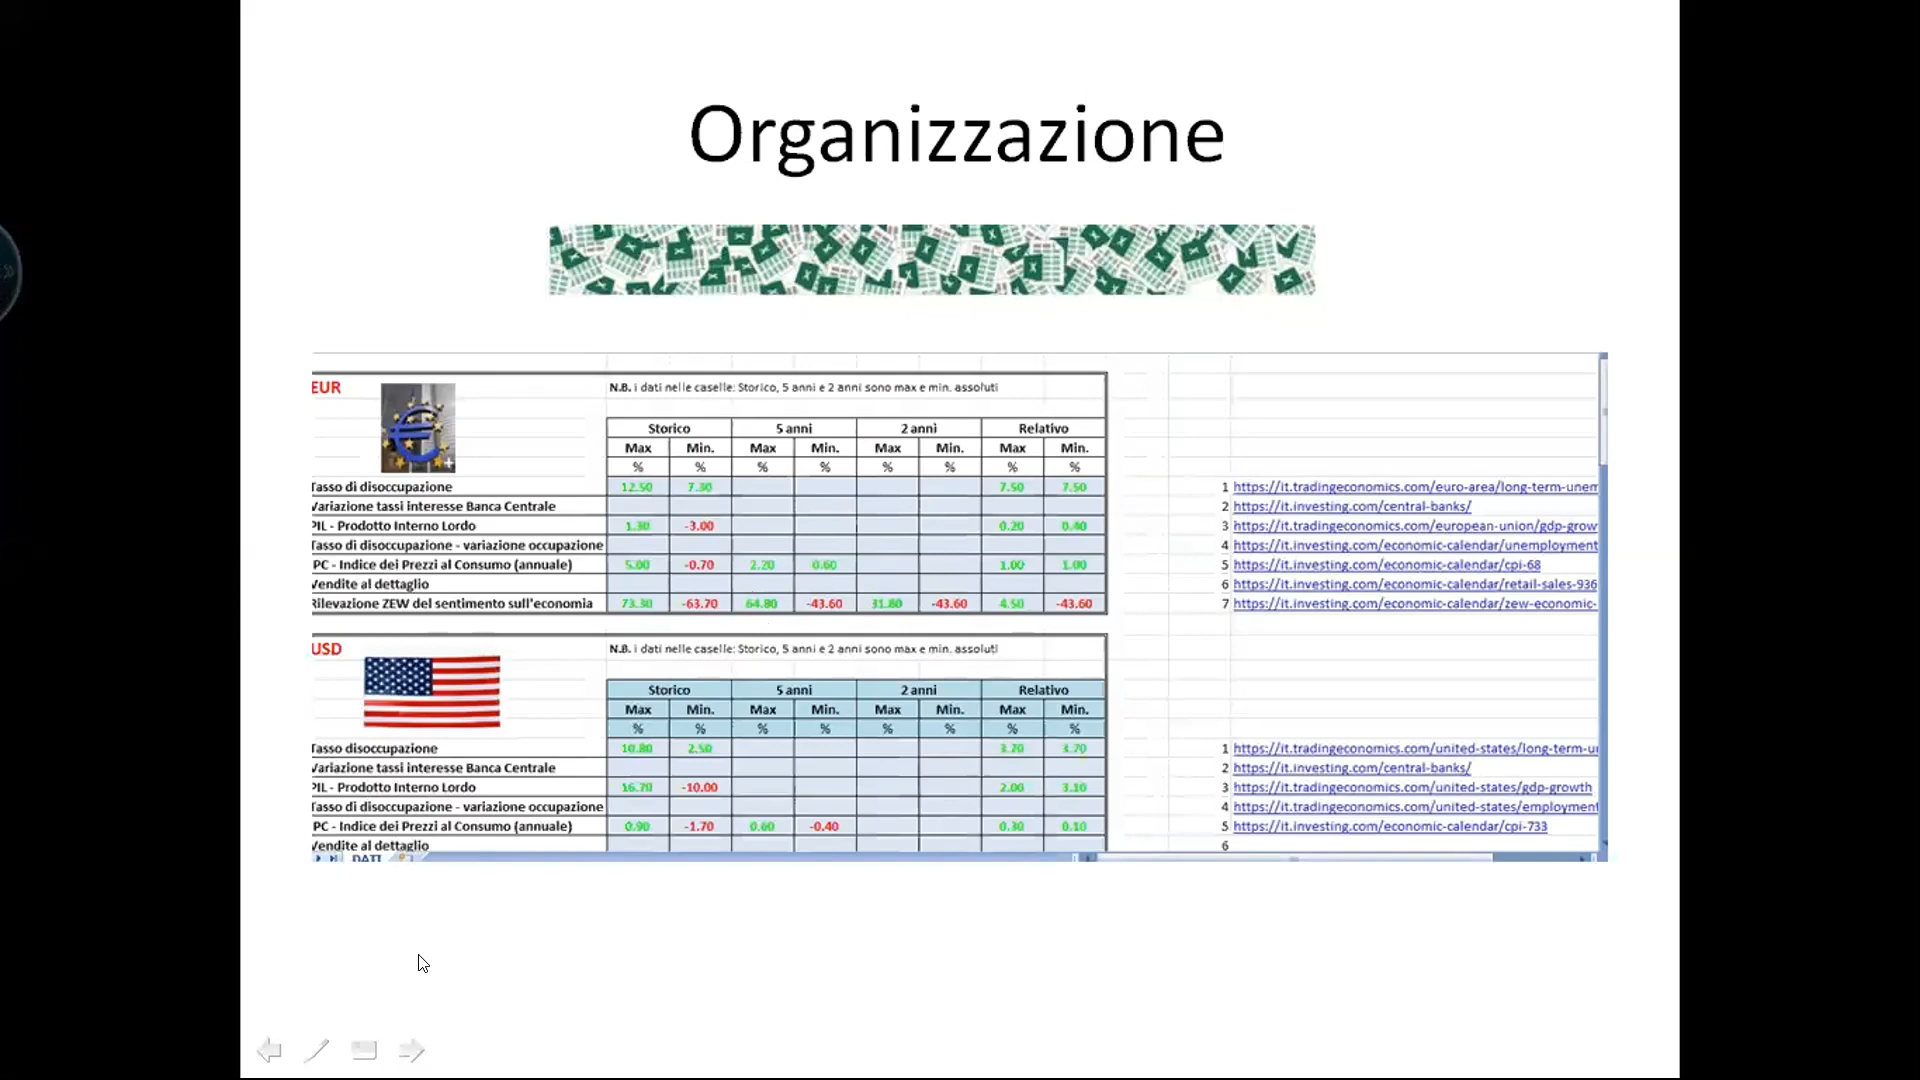 Organizzazione
EUR
N.B. i dati nelle caselle: Storico, 5 anni e 2 anni sono max e min. assoluti
Storico 5 anni 2 anni Relativo
Max Min. Max Min. Max Min. Max Min.
% % % % % % % %
Tasso di disoccupazione 12.50 7.30 7.50 7.50 1 https://it.tradingeconomics.com/euro-area/long-term-unem
Variazione tassi interesse Banca Centrale 2 https://it.investing.com/central-banks/
PIL - Prodotto Interno Lordo 1.30 -3.00 0.20 0.40 3 https://it.tradingeconomics.com/european-union/gdp-grow
Tasso di disoccupazione - variazione occupazione 4 https://it.investing.com/economic-calendar/unemployment
IPC - Indice dei Prezzi al Consumo (annuale) 5.00 -0.70 2.20 0.60 1.00 1.00 5 https://it.investing.com/economic-calendar/cpi-68
Vendite al dettaglio 6 https://it.investing.com/economic-calendar/retail-sales-936
Rilevazione ZEW del sentimento sull'economia 73.30 -63.70 64.80 -43.60 31.80 -43.60 4.50 -43.60 7 https://it.investing.com/economic-calendar/zew-economic-
USD
N.B. i dati nelle caselle: Storico, 5 anni e 2 anni sono max e min. assoluti
Storico 5 anni 2 anni Relativo
Max Min. Max Min. Max Min. Max Min.
% % % % % % % %
Tasso disoccupazione 10.80 2.50 3.70 3.70 1 https://it.tradingeconomics.com/united-states/long-term-u
Variazione tassi interesse Banca Centrale 2 https://it.investing.com/central-banks/
PIL - Prodotto Interno Lordo 16.70 -10.00 2.00 3.10 3 https://it.tradingeconomics.com/united-states/gdp-growth
Tasso di disoccupazione - variazione occupazione 4 https://it.tradingeconomics.com/united-states/employment
IPC - Indice dei Prezzi al Consumo (annuale) 0.90 -1.70 0.60 -0.40 0.30 0.10 5 https://it.investing.com/economic-calendar/cpi-733
Vendite al dettaglio 6
DATI